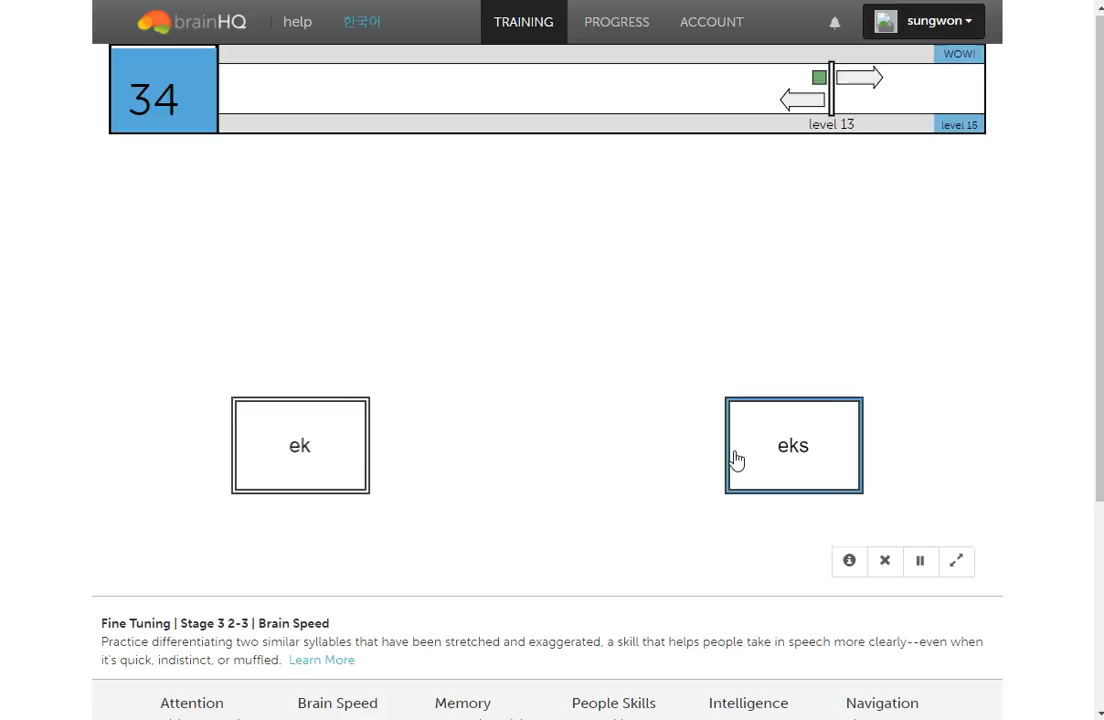 brainHQ help 한국어 TRAINING PROGRESS ACCOUNT sungwon
WOW!
34
level 13 level 15
ek eks
Fine Tuning | Stage 3 2-3 | Brain Speed
Practice differentiating two similar syllables that have been stretched and exaggerated, a skill that helps people take in speech more clearly--even when
it's quick, indistinct, or muffled. Learn More
Attention Brain Speed Memory People Skills Intelligence Navigation